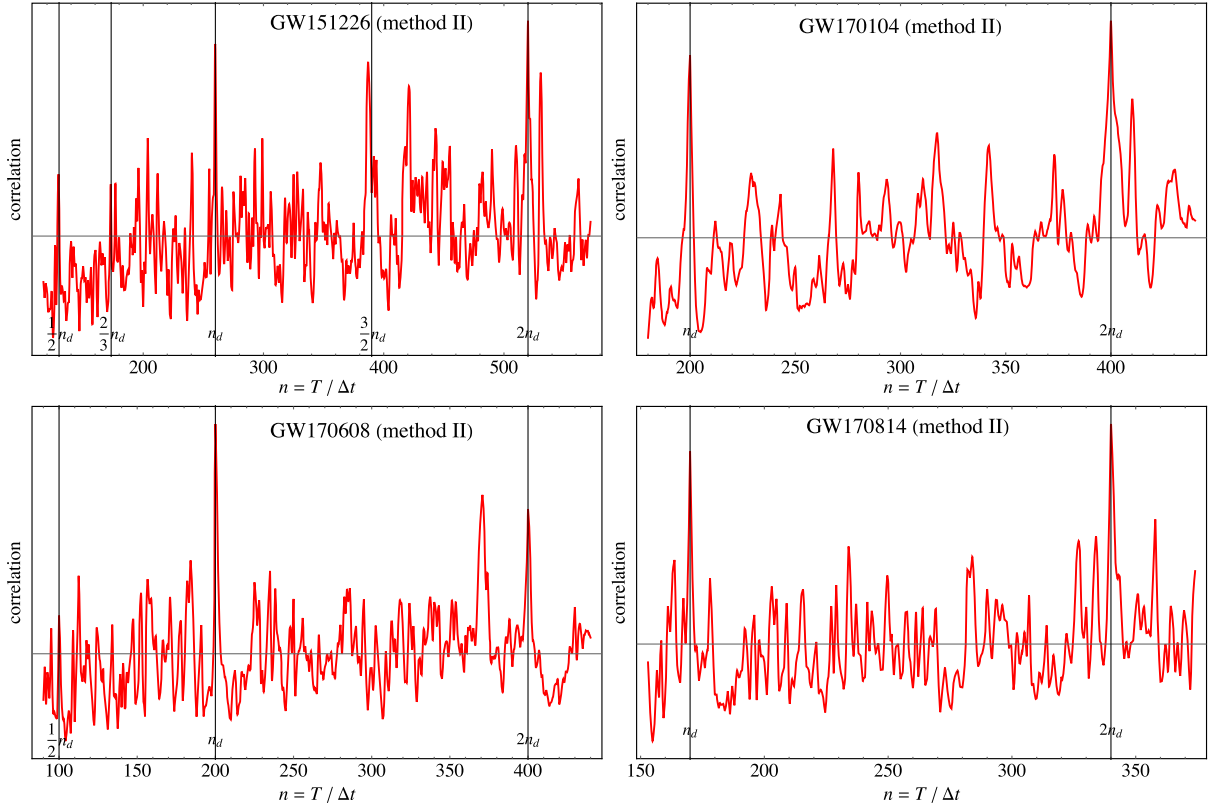 GW151226 (method II)
correlation
1/2 n_d
2/3 n_d
n_d
3/2 n_d
2n_d
200 300 400 500
n = T / Δt
GW170104 (method II)
correlation
n_d
2n_d
200 250 300 350 400
n = T / Δt
GW170608 (method II)
correlation
1/2 n_d
n_d
2n_d
100 150 200 250 300 350 400
n = T / Δt
GW170814 (method II)
correlation
n_d
2n_d
150 200 250 300 350
n = T / Δt